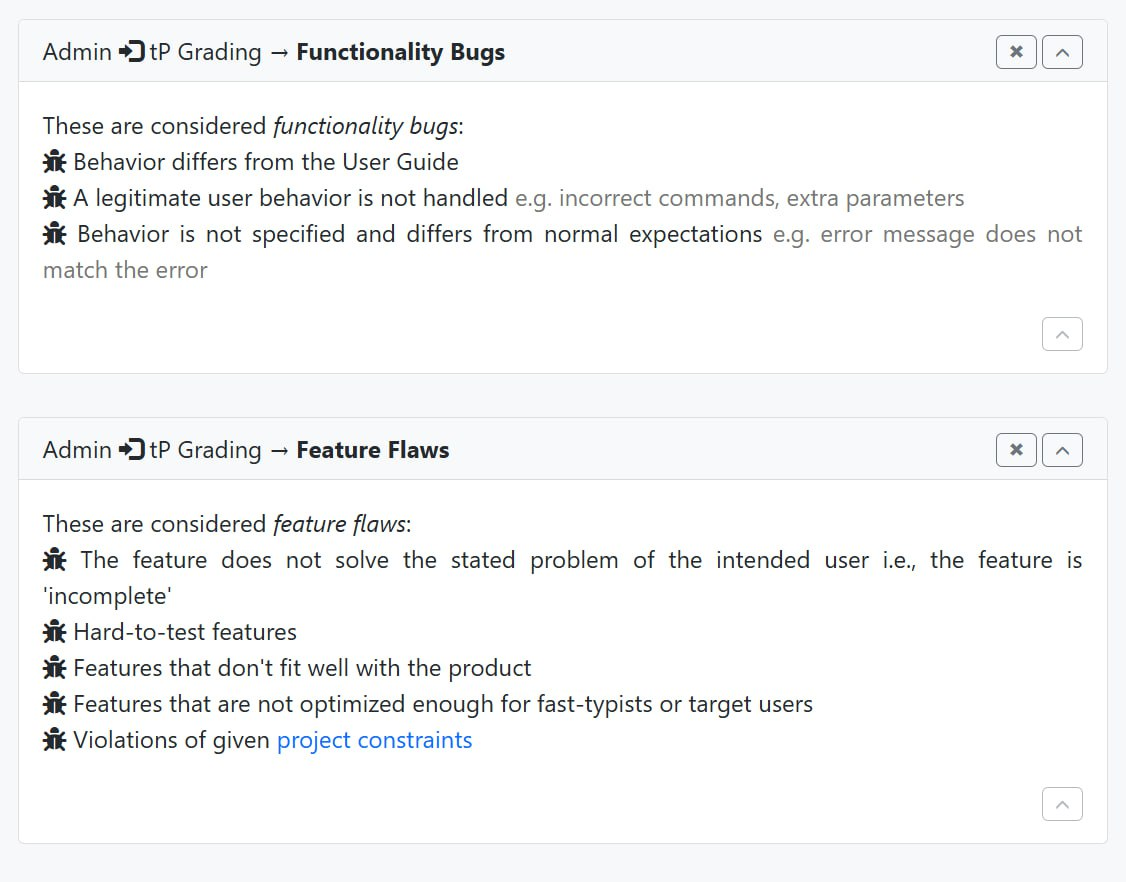 Admin tP Grading → Functionality Bugs
These are considered functionality bugs:
Behavior differs from the User Guide
A legitimate user behavior is not handled e.g. incorrect commands, extra parameters
Behavior is not specified and differs from normal expectations e.g. error message does not
match the error
Admin tP Grading → Feature Flaws
These are considered feature flaws:
The feature does not solve the stated problem of the intended user i.e., the feature is
'incomplete'
Hard-to-test features
Features that don't fit well with the product
Features that are not optimized enough for fast-typists or target users
Violations of given project constraints